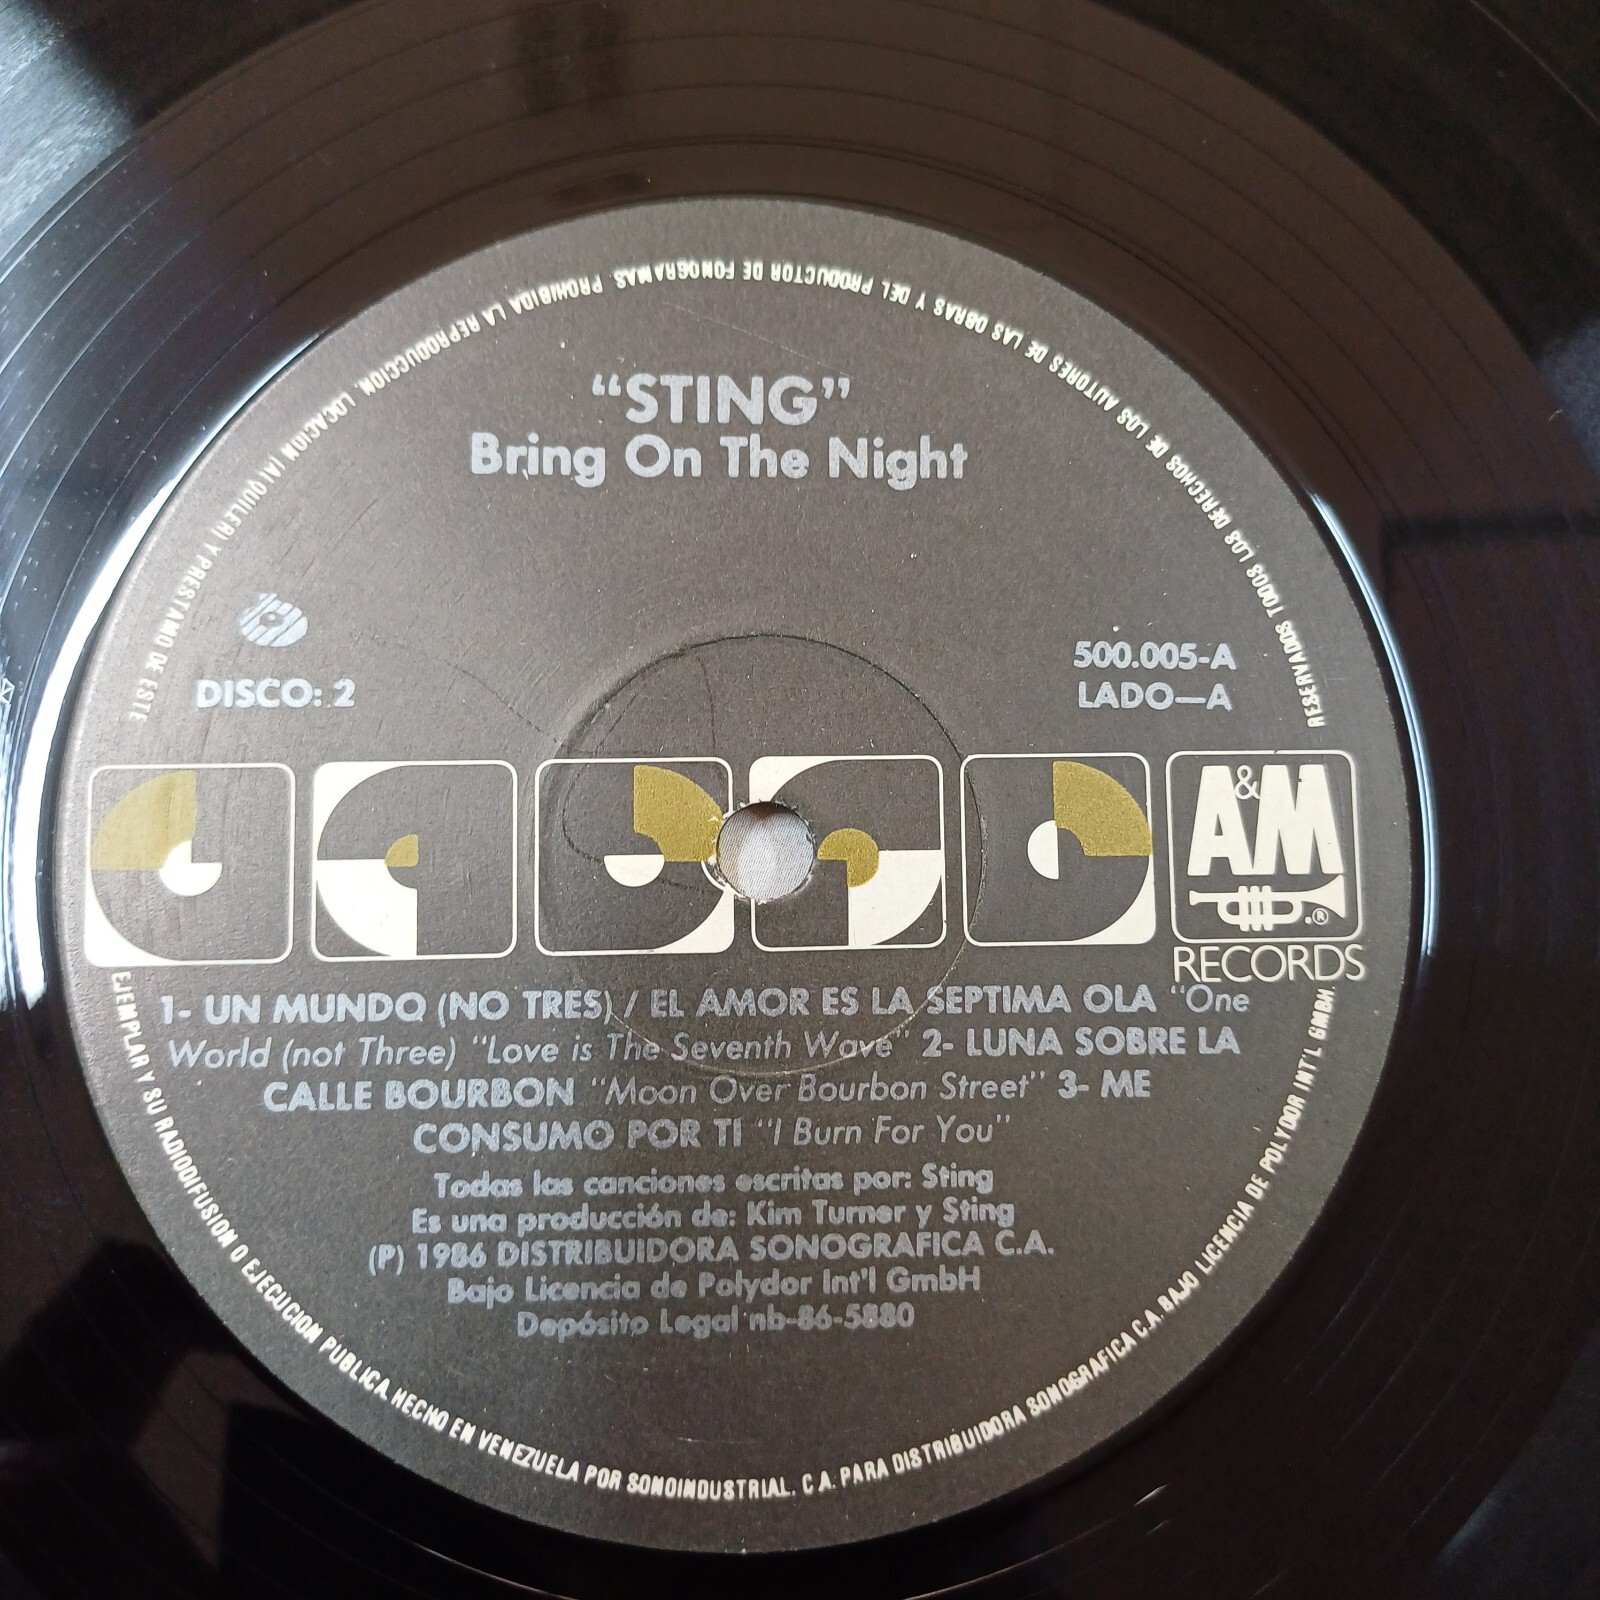 "STING"
Bring On The Night
DISCO: 2
500.005-A
LADO—A
A&M
®
RECORDS
1- UN MUNDO (NO TRES) / EL AMOR ES LA SEPTIMA OLA "One
World (not Three) "Love is The Seventh Wave" 2- LUNA SOBRE LA
CALLE BOURBON "Moon Over Bourbon Street" 3- ME
CONSUMO POR TI "I Burn For You"
Todas las canciones escritas por: Sting
Es una producción de: Kim Turner y Sting
(P) 1986 DISTRIBUIDORA SONOGRAFICA C.A.
Bajo Licencia de Polydor Int'l GmbH
Depósito Legal nb-86-5880
RESERVADOS TODOS LOS DERECHOS DE LOS AUTORES DE LAS OBRAS Y DEL PRODUCTOR DE FONOGRAMAS. PROHIBIDA LA REPRODUCCION, LOCACION (ALQUILER) Y PRESTAMO DE ESTE
EJEMPLAR Y SU RADIODIFUSION O EJECUCION PUBLICA. HECHO EN VENEZUELA POR SONOINDUSTRIAL, C.A. PARA DISTRIBUIDORA SONOGRAFICA C.A. BAJO LICENCIA DE POLYDOR INT'L GMBH.